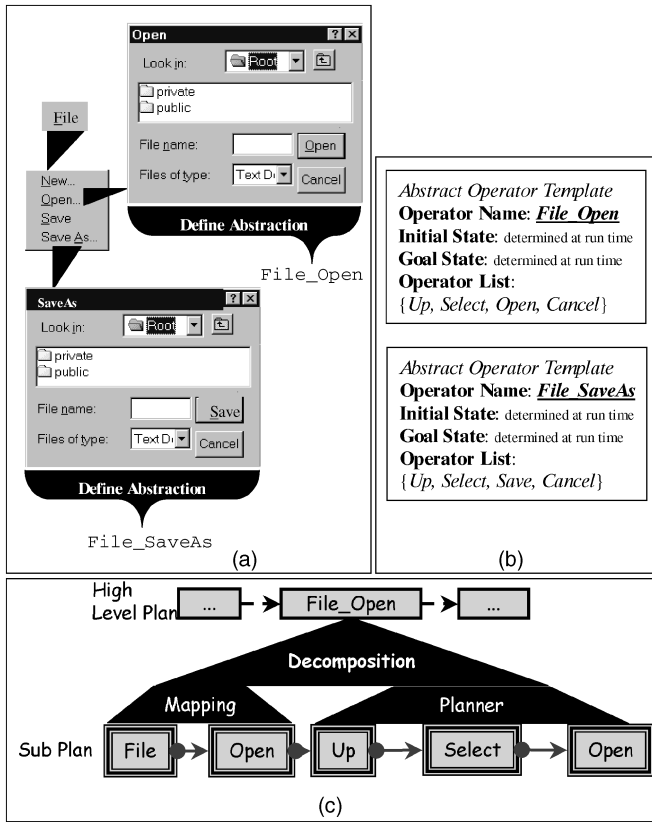 Open
Look in:
Root
private
public
File name:
Open
Files of type:
Text D
Cancel
Define Abstraction
File_Open
File
New...
Open...
Save
Save As...
SaveAs
Look in:
Root
private
public
File name:
Save
Files of type:
Text D
Cancel
Define Abstraction
File_SaveAs
(a)
Abstract Operator Template
Operator Name: File_Open
Initial State: determined at run time
Goal State: determined at run time
Operator List:
{Up, Select, Open, Cancel}
Abstract Operator Template
Operator Name: File_SaveAs
Initial State: determined at run time
Goal State: determined at run time
Operator List:
{Up, Select, Save, Cancel}
(b)
High
Level Plan
...
File_Open
...
Decomposition
Mapping
Planner
Sub Plan
File
Open
Up
Select
Open
(c)